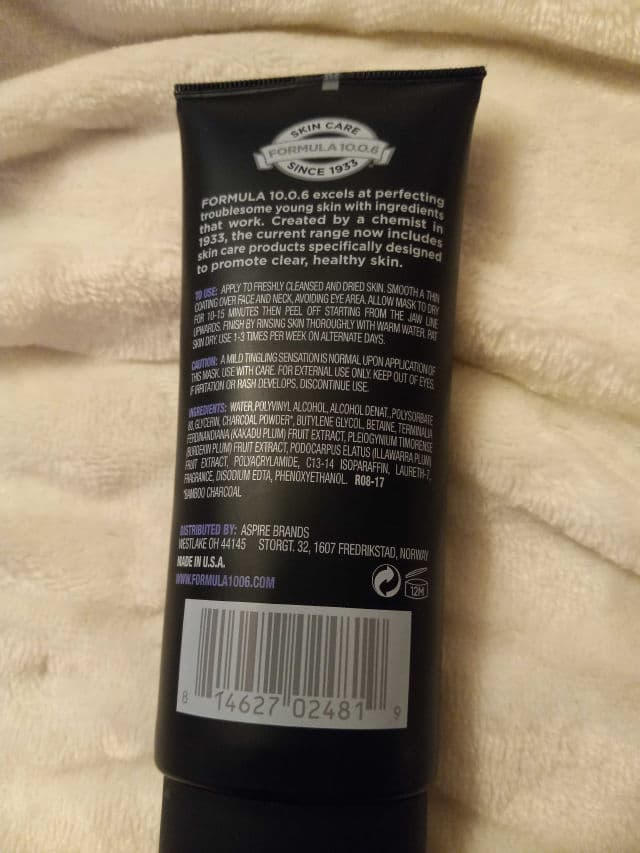 SKIN CARE
FORMULA 10.0.6
SINCE 1933
FORMULA 10.0.6 excels at perfecting
troublesome young skin with ingredients
that work. Created by a chemist in
1933, the current range now includes
skin care products specifically designed
to promote clear, healthy skin.
TO USE: APPLY TO FRESHLY CLEANSED AND DRIED SKIN. SMOOTH A THIN
COATING OVER FACE AND NECK, AVOIDING EYE AREA. ALLOW MASK TO DRY
FOR 10-15 MINUTES THEN PEEL OFF STARTING FROM THE JAW LINE
UPWARDS. FINISH BY RINSING SKIN THOROUGHLY WITH WARM WATER. PAT
SKIN DRY. USE 1-3 TIMES PER WEEK ON ALTERNATE DAYS.
CAUTION: A MILD TINGLING SENSATION IS NORMAL UPON APPLICATION OF
THIS MASK. USE WITH CARE. FOR EXTERNAL USE ONLY. KEEP OUT OF EYES.
IF IRRITATION OR RASH DEVELOPS, DISCONTINUE USE.
INGREDIENTS: WATER, POLYVINYL ALCOHOL, ALCOHOL DENAT., POLYSORBATE
80, GLYCERIN, CHARCOAL POWDER*, BUTYLENE GLYCOL, BETAINE, TERMINALIA
FERDINANDIANA (KAKADU PLUM) FRUIT EXTRACT, PLEIOGYNIUM TIMORENSE
(BURDEKIN PLUM) FRUIT EXTRACT, PODOCARPUS ELATUS (ILLAWARRA PLUM)
FRUIT EXTRACT, POLYACRYLAMIDE, C13-14 ISOPARAFFIN, LAURETH-7,
FRAGRANCE, DISODIUM EDTA, PHENOXYETHANOL. R08-17
*BAMBOO CHARCOAL
DISTRIBUTED BY: ASPIRE BRANDS
WESTLAKE OH 44145 STORGT. 32, 1607 FREDRIKSTAD, NORWAY
MADE IN U.S.A.
WWW.FORMULA1006.COM
12M
8 14627 02481 9